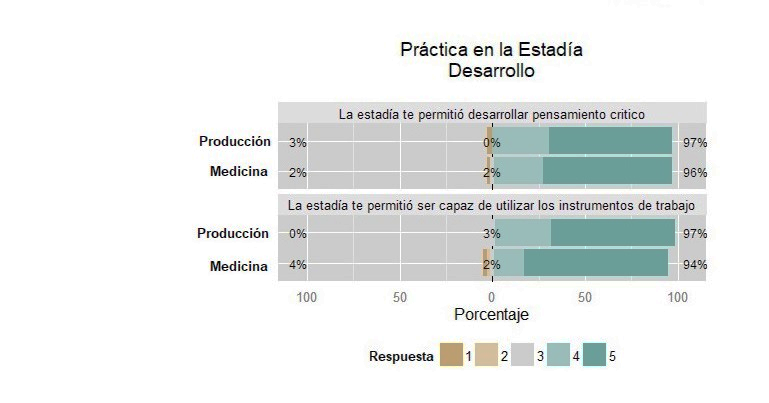 Práctica en la Estadía
Desarrollo
La estadía te permitió desarrollar pensamiento critico
Producción 3% 0% 97%
Medicina 2% 2% 96%
La estadía te permitió ser capaz de utilizar los instrumentos de trabajo
Producción 0% 3% 97%
Medicina 4% 2% 94%
100 50 0 50 100
Porcentaje
Respuesta 1 2 3 4 5